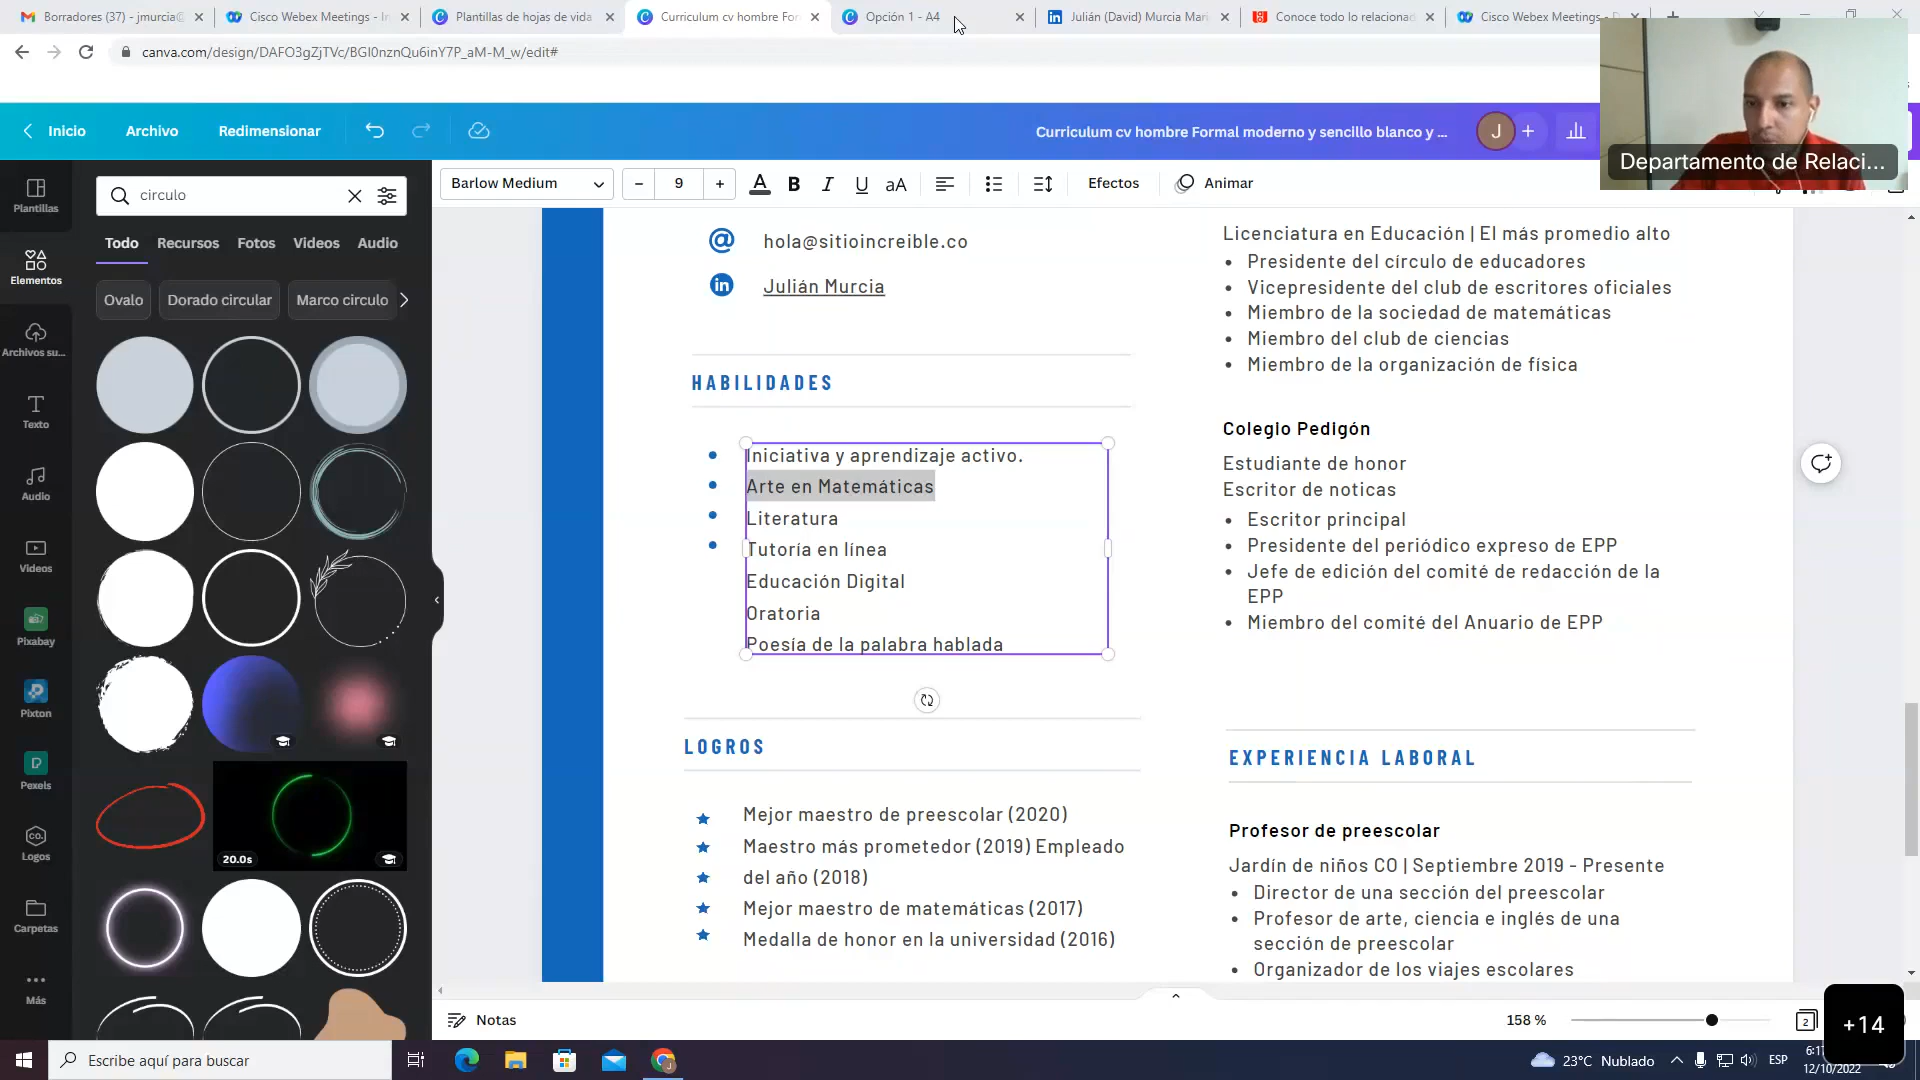 Borradores (37) - jmurcia@
Cisco Webex Meetings - In
Plantillas de hojas de vida
Curriculum cv hombre For
Opción 1 - A4
Julián (David) Murcia Mar
Conoce todo lo relacionad
Cisco Webex Meetings - D
canva.com/design/DAFO3gZjTVc/BGI0nznQu6inY7P_aM-M_w/edit#
Inicio
Archivo
Redimensionar
Curriculum cv hombre Formal moderno y sencillo blanco y ...
J
+
Departamento de Relaci...
circulo
Barlow Medium
− 9 +
A B I U aA
Efectos
Animar
Plantillas
Elementos
Archivos su...
Texto
Audio
Videos
Pixabay
Pixton
Pexels
Logos
Carpetas
Más
Todo
Recursos
Fotos
Videos
Audio
Ovalo
Dorado circular
Marco circulo
20.0s
hola@sitioincreible.co
Julián Murcia
HABILIDADES
Iniciativa y aprendizaje activo.
Arte en Matemáticas
Literatura
Tutoría en línea
Educación Digital
Oratoria
Poesía de la palabra hablada
LOGROS
Mejor maestro de preescolar (2020)
Maestro más prometedor (2019) Empleado
del año (2018)
Mejor maestro de matemáticas (2017)
Medalla de honor en la universidad (2016)
Licenciatura en Educación | El más promedio alto
• Presidente del círculo de educadores
• Vicepresidente del club de escritores oficiales
• Miembro de la sociedad de matemáticas
• Miembro del club de ciencias
• Miembro de la organización de física
Colegio Pedigón
Estudiante de honor
Escritor de noticas
• Escritor principal
• Presidente del periódico expreso de EPP
• Jefe de edición del comité de redacción de la
EPP
• Miembro del comité del Anuario de EPP
EXPERIENCIA LABORAL
Profesor de preescolar
Jardín de niños CO | Septiembre 2019 - Presente
• Director de una sección del preescolar
• Profesor de arte, ciencia e inglés de una
sección de preescolar
• Organizador de los viajes escolares
Notas
158 %
2
+14
Escribe aquí para buscar
23°C Nublado
ESP
12/10/2022